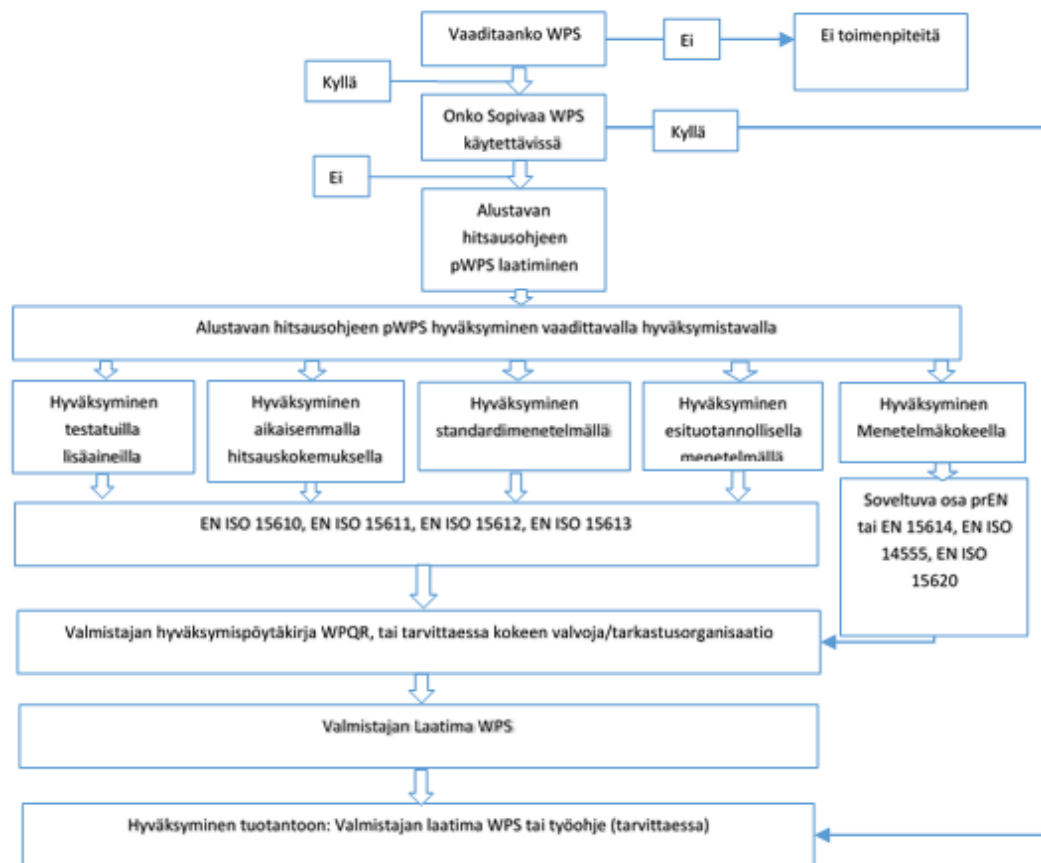 Vaaditaanko WPS
Ei
Ei toimenpiteitä
Kyllä
Onko Sopivaa WPS
käytettävissä
Kyllä
Ei
Alustavan
hitsausohjeen
pWPS laatiminen
Alustavan hitsausohjeen pWPS hyväksyminen vaadittavalla hyväksymistavalla
Hyväksyminen
testatuilla
lisäaineilla
Hyväksyminen
aikaisemmalla
hitsauskokemuksella
Hyväksyminen
standardimenetelmällä
Hyväksyminen
esituotannollisella
menetelmällä
Hyväksyminen
Menetelmäkokeella
Soveltuva osa prEN
tai EN 15614, EN ISO
14555, EN ISO
15620
EN ISO 15610, EN ISO 15611, EN ISO 15612, EN ISO 15613
Valmistajan hyväksymispöytäkirja WPQR, tai tarvittaessa kokeen valvoja/tarkastusorganisaatio
Valmistajan Laatima WPS
Hyväksyminen tuotantoon: Valmistajan laatima WPS tai työohje (tarvittaessa)